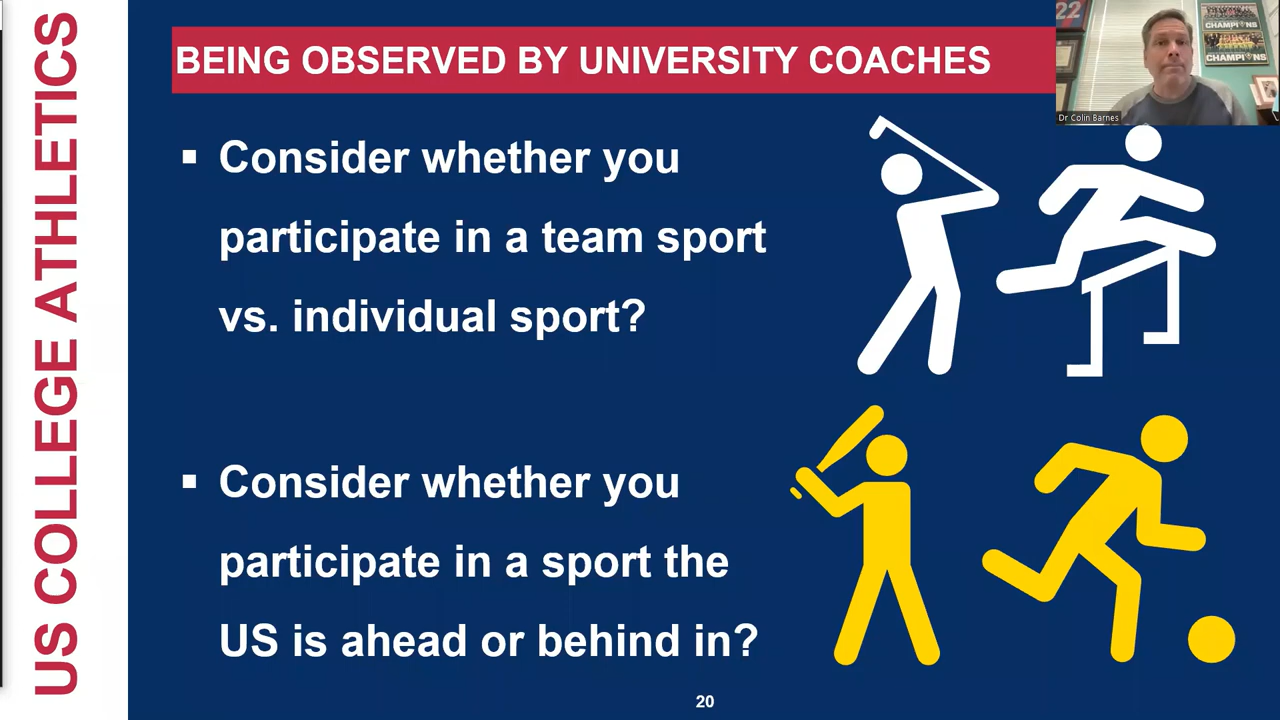 US COLLEGE ATHLETICS
BEING OBSERVED BY UNIVERSITY COACHES
22
CHAMPIONS
CHAMPIONS
Dr Colin Barnes
▪ Consider whether you
participate in a team sport
vs. individual sport?
▪ Consider whether you
participate in a sport the
US is ahead or behind in?
20